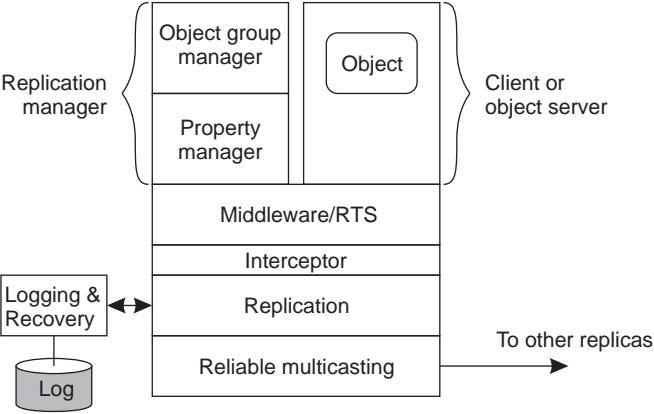 Object group
manager
Object
Replication
manager
Client or
object server
Property
manager
Middleware/RTS
Interceptor
Logging &
Recovery
Replication
To other replicas
Reliable multicasting
Log